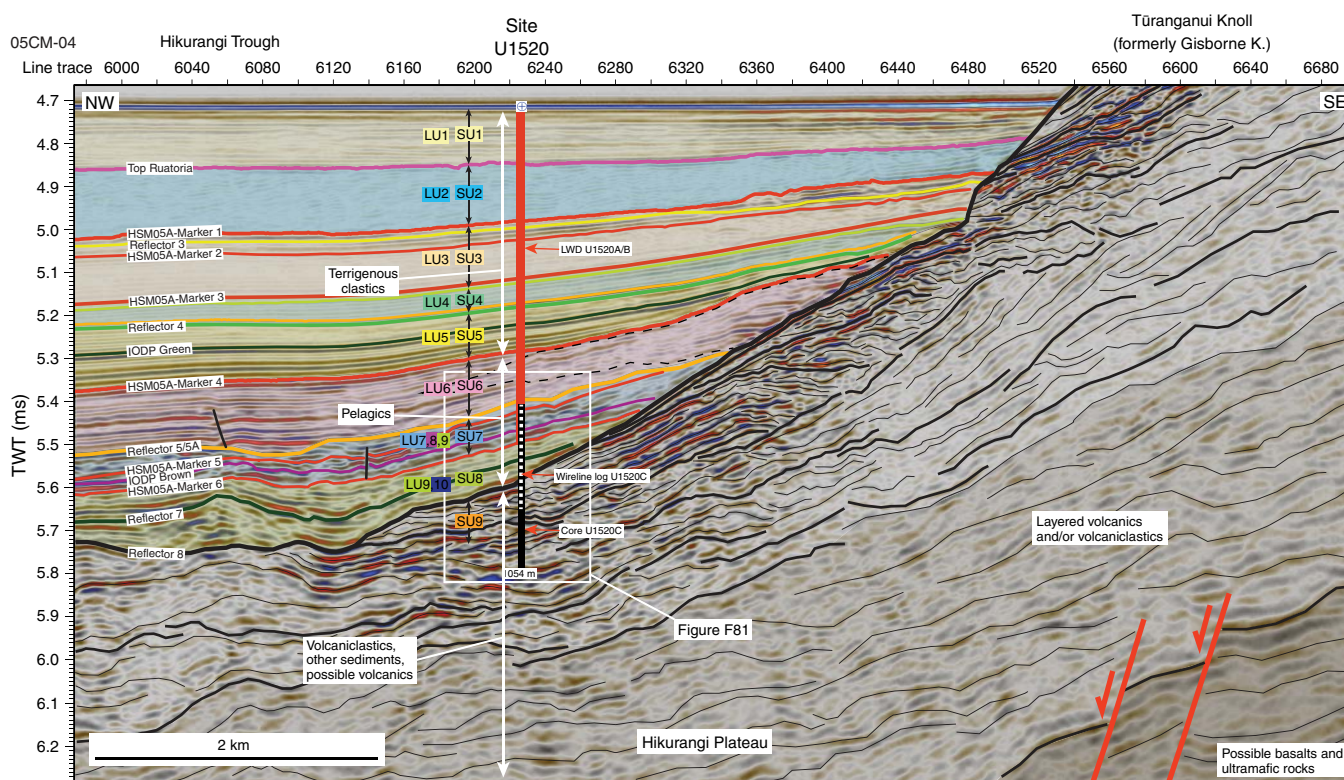 Site
U1520
Tūranganui Knoll
(formerly Gisborne K.)
05CM-04
Hikurangi Trough
Line trace 6000 6040 6080 6120 6160 6200 6240 6280 6320 6360 6400 6440 6480 6520 6560 6600 6640 6680
NW
SE
TWT (ms)
4.7
4.8
4.9
5.0
5.1
5.2
5.3
5.4
5.5
5.6
5.7
5.8
5.9
6.0
6.1
6.2
LU1 SU1
Top Ruatoria
LU2 SU2
HSM05A-Marker 1
Reflector 3
HSM05A-Marker 2
LWD U1520A/B
LU3 SU3
Terrigenous
clastics
HSM05A-Marker 3
LU4 SU4
Reflector 4
LU5 SU5
IODP Green
HSM05A-Marker 4
LU6 SU6
Pelagics
LU7,8,9 SU7
Reflector 5/5A
HSM05A-Marker 5
IODP Brown
HSM05A-Marker 6
Wireline log U1520C
LU9,10 SU8
Reflector 7
SU9
Core U1520C
Reflector 8
1054 m
Layered volcanics
and/or volcaniclastics
Figure F81
Volcaniclastics,
other sediments,
possible volcanics
2 km
Hikurangi Plateau
Possible basalts and
ultramafic rocks